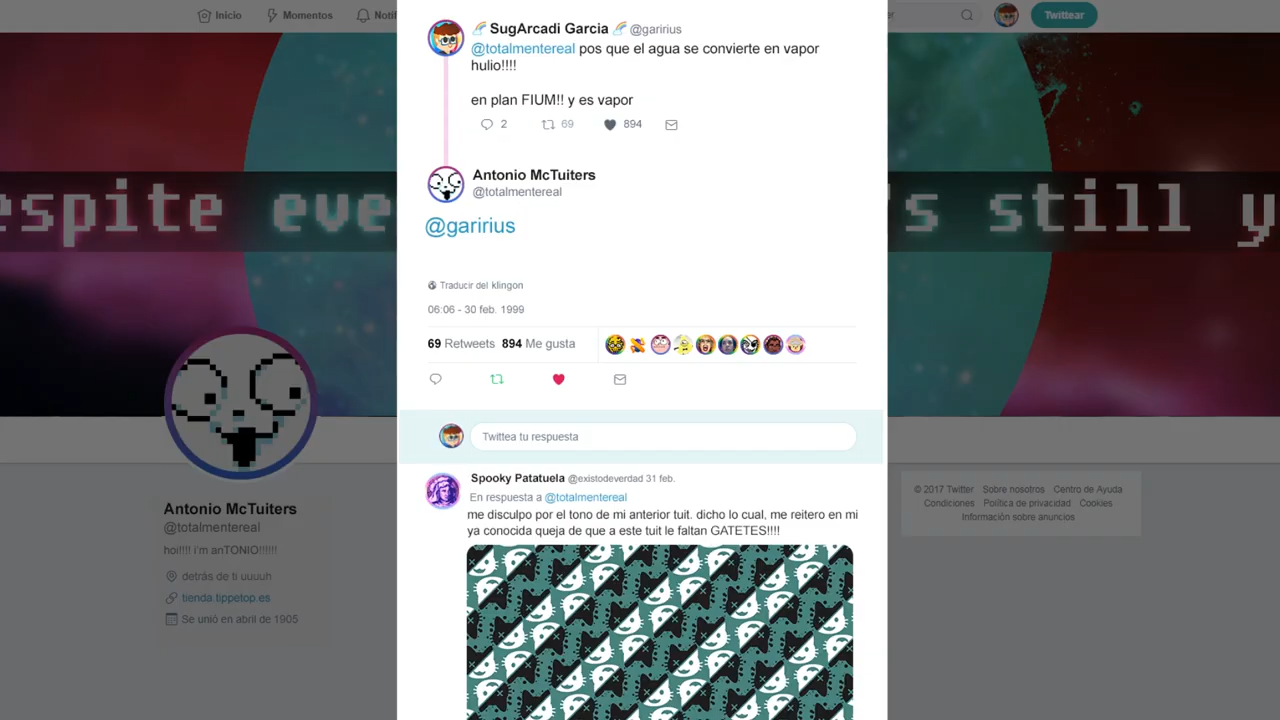 Inicio
Momentos
Notif
er
Twittear
espite eve
's still y
SugArcadi Garcia @garirius
@totalmentereal pos que el agua se convierte en vapor
hulio!!!!
en plan FIUM!! y es vapor
2 69 894
Antonio McTuiters
@totalmentereal
@garirius
Traducir del klingon
06:06 - 30 feb. 1999
69 Retweets 894 Me gusta
Twittea tu respuesta
Spooky Patatuela @existodeverdad 31 feb.
En respuesta a @totalmentereal
me disculpo por el tono de mi anterior tuit. dicho lo cual, me reitero en mi
ya conocida queja de que a este tuit le faltan GATETES!!!!
Antonio McTuiters
@totalmentereal
hoi!!!! i'm anTONIO!!!!!!
detrás de ti uuuuh
tienda.tippetop.es
Se unió en abril de 1905
© 2017 Twitter Sobre nosotros Centro de Ayuda
Condiciones Política de privacidad Cookies
Información sobre anuncios